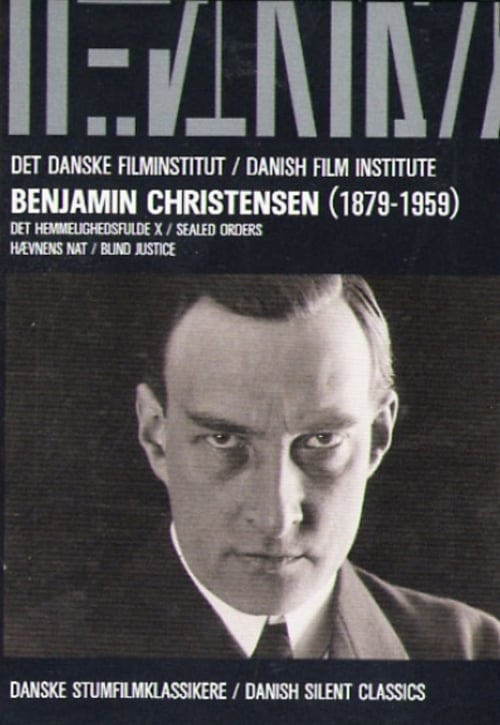 DET DANSKE FILMINSTITUT / DANISH FILM INSTITUTE
BENJAMIN CHRISTENSEN (1879-1959)
DET HEMMELIGHEDSFULDE X / SEALED ORDERS
HÆVNENS NAT / BLIND JUSTICE
DANSKE STUMFILMKLASSIKERE / DANISH SILENT CLASSICS